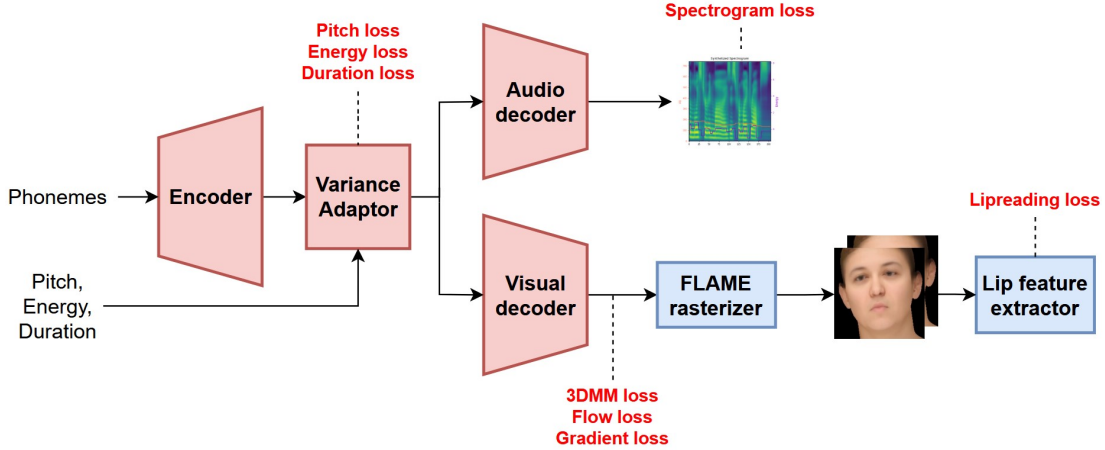 Spectrogram loss
Pitch loss
Energy loss
Duration loss
Audio
decoder
Phonemes
Encoder
Variance
Adaptor
Lipreading loss
Pitch,
Energy,
Duration
Visual
decoder
FLAME
rasterizer
Lip feature
extractor
3DMM loss
Flow loss
Gradient loss